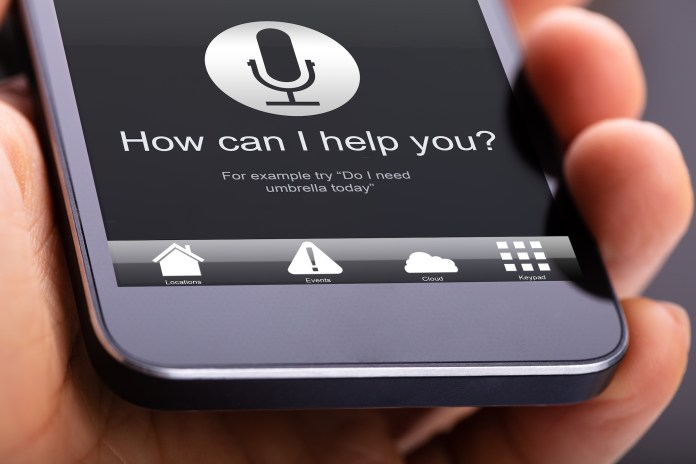 How can I help you?
For example try “Do I need
umbrella today”
Locations
Events
Cloud
Keypad